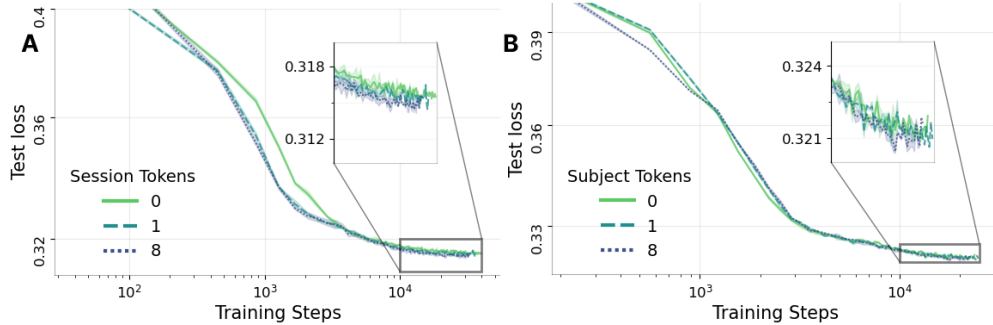 A
Test loss
0.4
0.36
0.32
0.318
0.312
Session Tokens
0
1
8
10²
10³
10⁴
Training Steps
B
Test loss
0.39
0.36
0.33
0.324
0.321
Subject Tokens
0
1
8
10³
10⁴
Training Steps